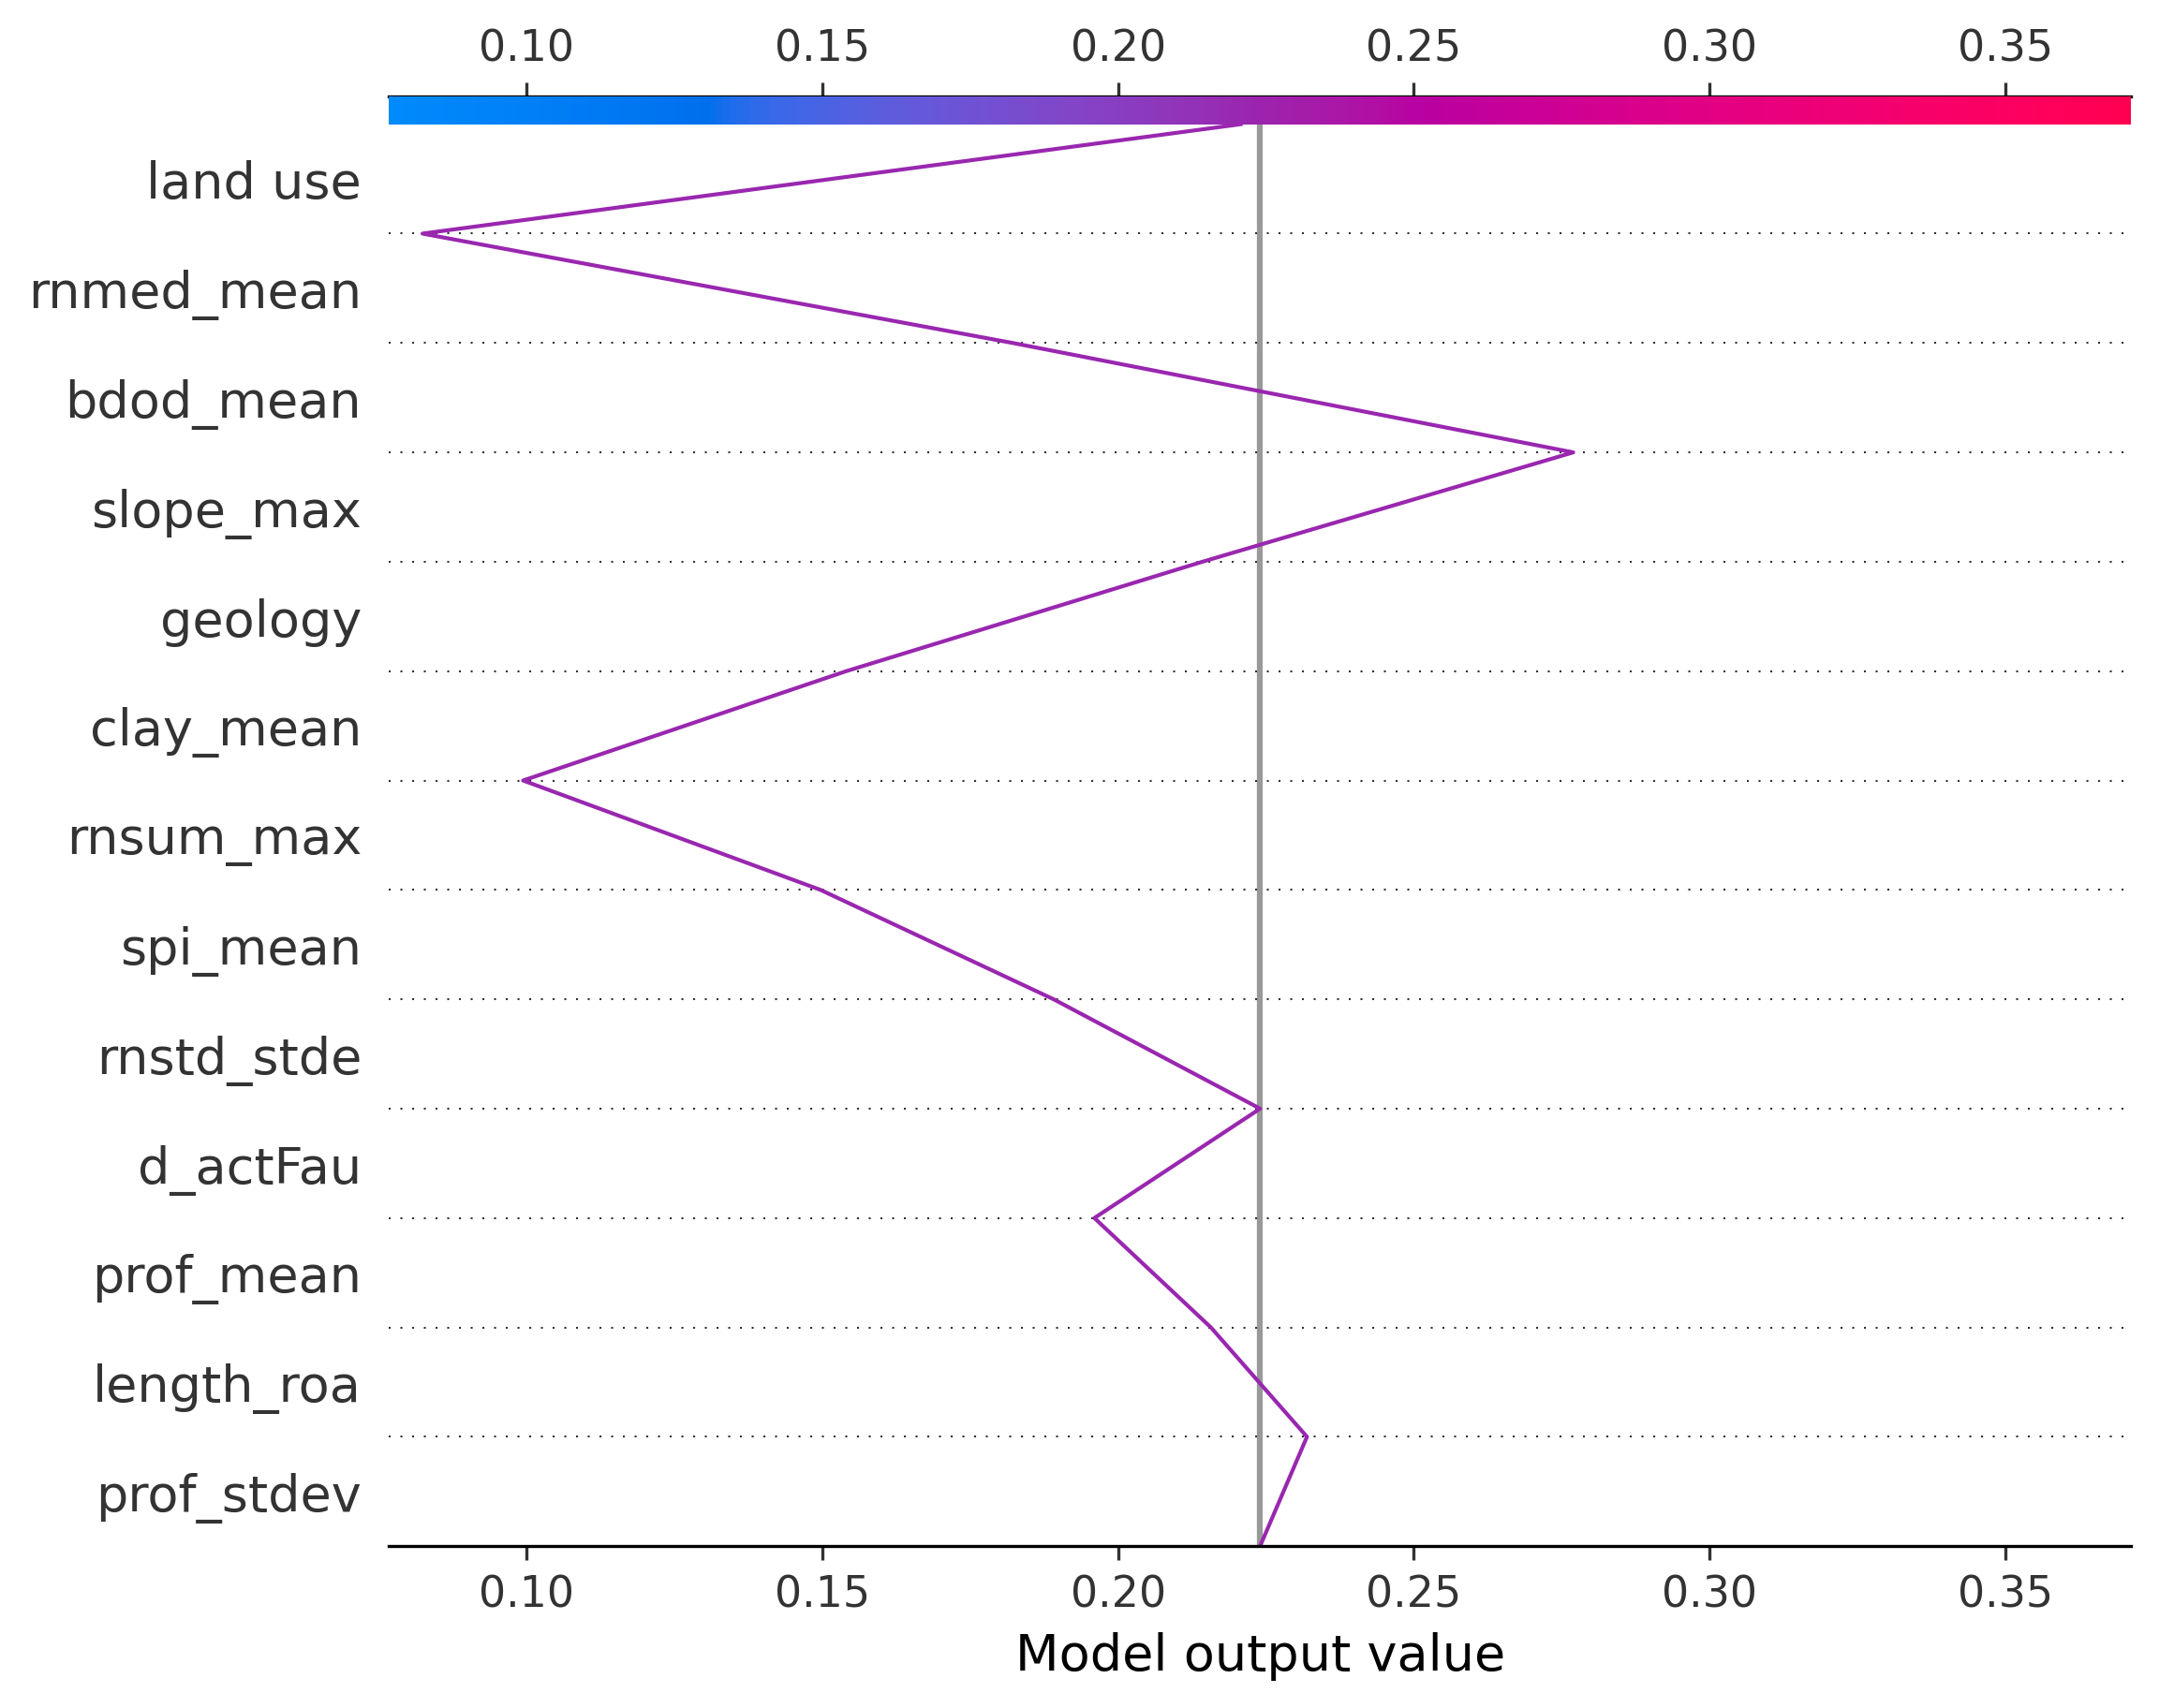 0.10 0.15 0.20 0.25 0.30 0.35
land use
rnmed_mean
bdod_mean
slope_max
geology
clay_mean
rnsum_max
spi_mean
rnstd_stde
d_actFau
prof_mean
length_roa
prof_stdev
0.10 0.15 0.20 0.25 0.30 0.35
Model output value